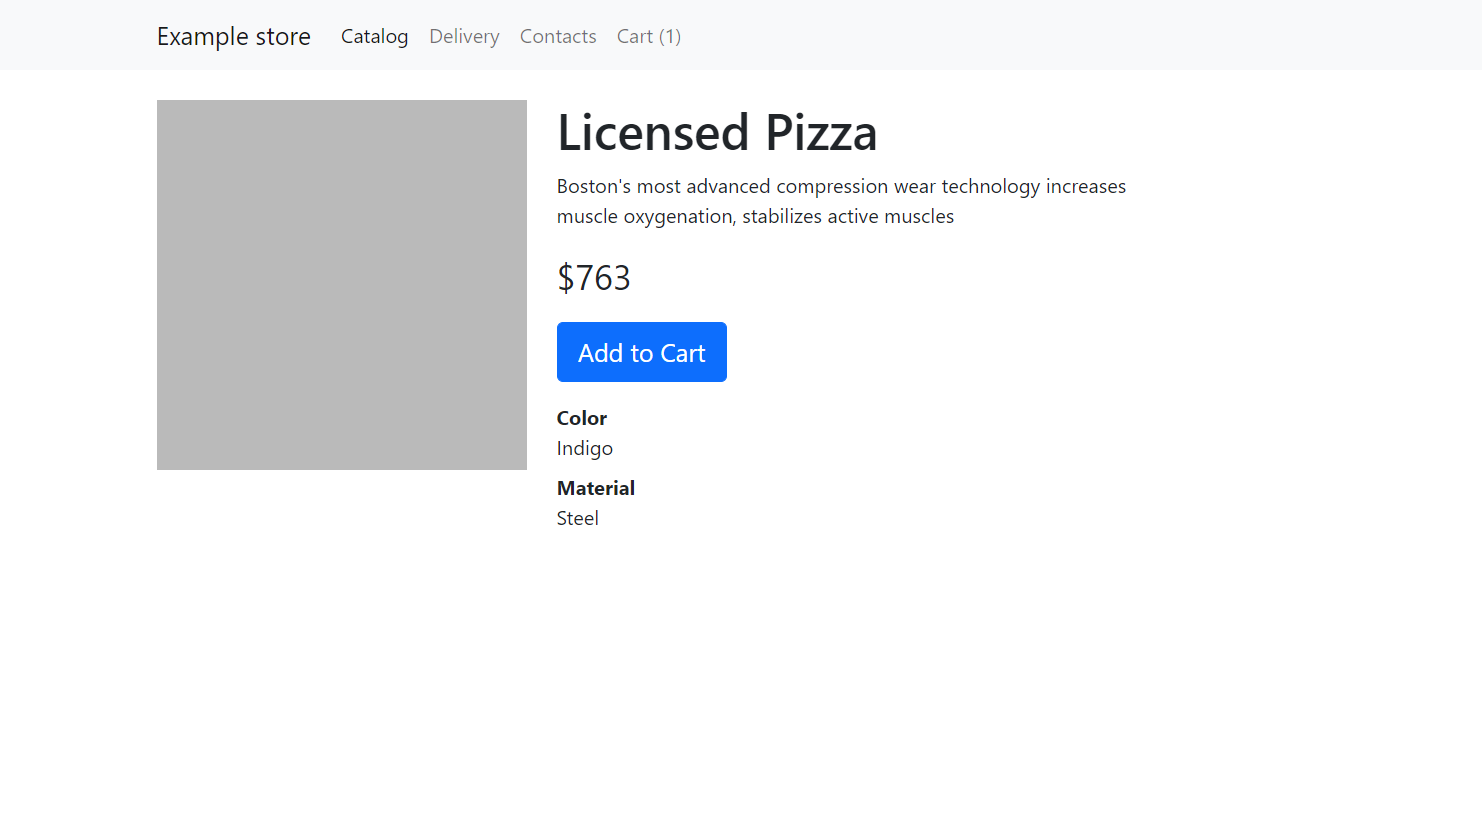 Example store Catalog Delivery Contacts Cart (1)
Licensed Pizza
Boston's most advanced compression wear technology increases
muscle oxygenation, stabilizes active muscles
$763
Add to Cart
Color
Indigo
Material
Steel